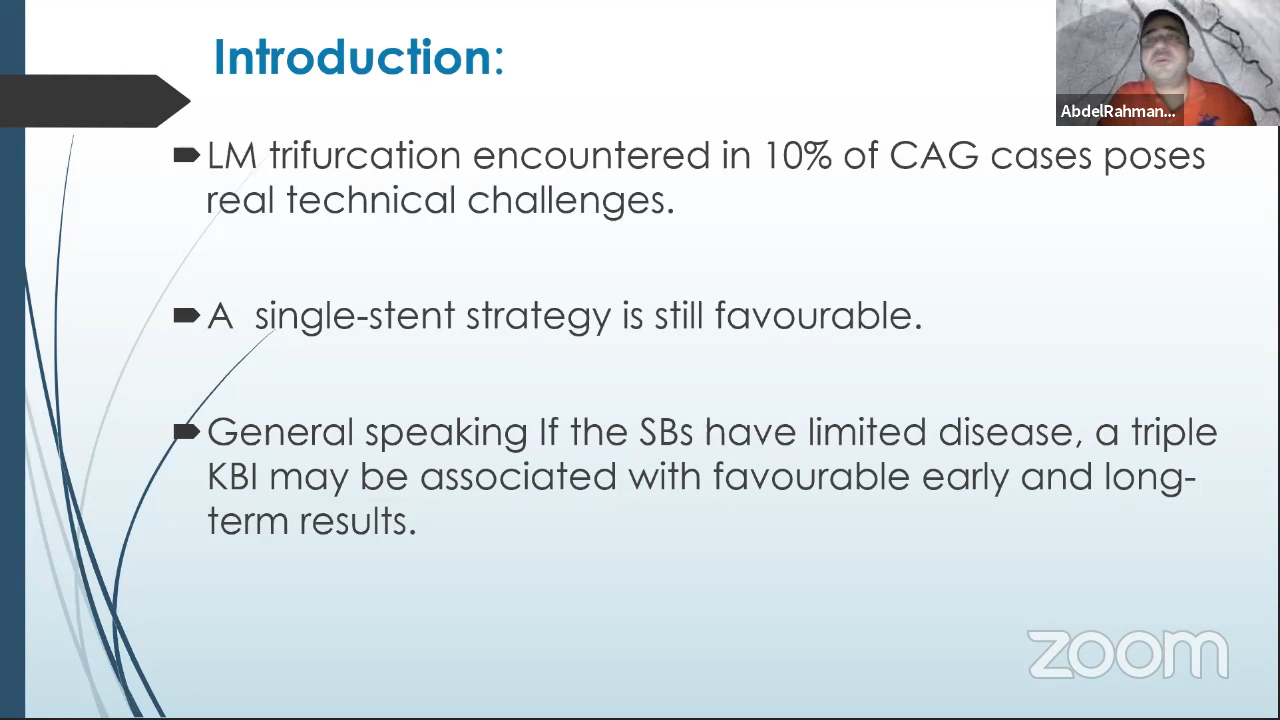 Introduction:
AbdelRahman...
LM trifurcation encountered in 10% of CAG cases poses
real technical challenges.
A single-stent strategy is still favourable.
General speaking If the SBs have limited disease, a triple
KBI may be associated with favourable early and long-
term results.
zoom